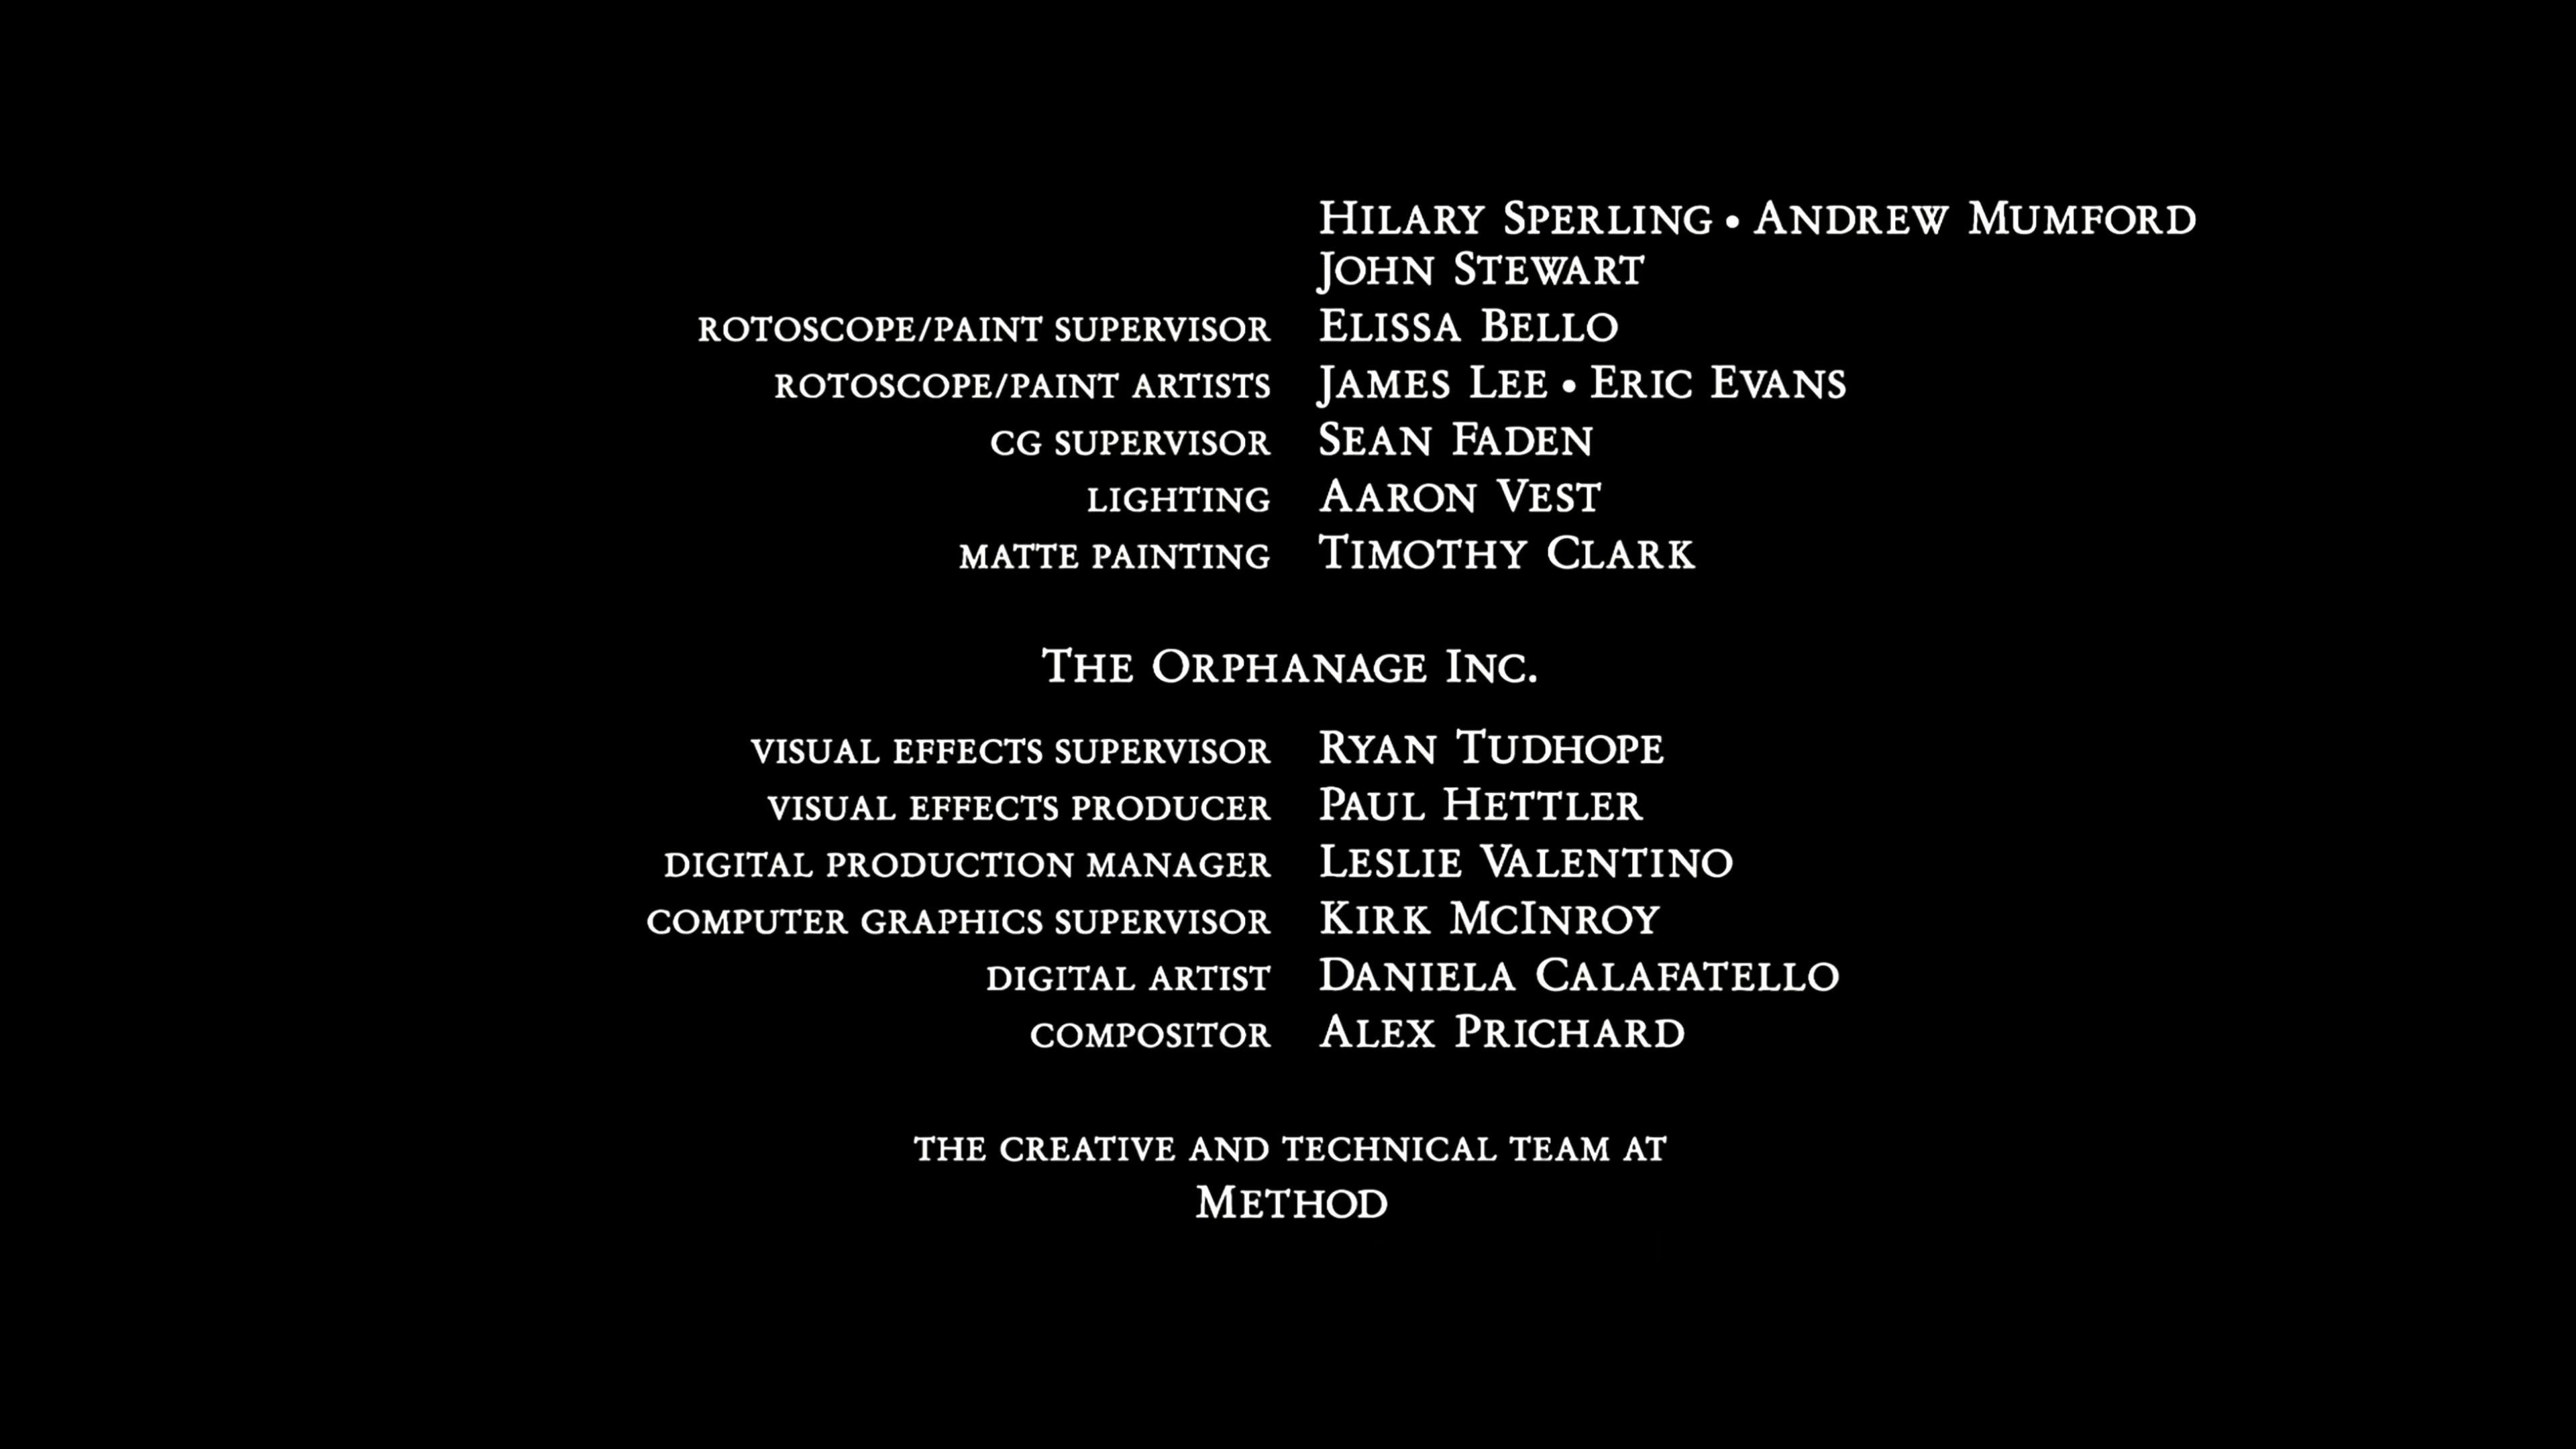 Hilary Sperling • Andrew Mumford
John Stewart
rotoscope/paint supervisor Elissa Bello
rotoscope/paint artists James Lee • Eric Evans
cg supervisor Sean Faden
lighting Aaron Vest
matte painting Timothy Clark
The Orphanage Inc.
visual effects supervisor Ryan Tudhope
visual effects producer Paul Hettler
digital production manager Leslie Valentino
computer graphics supervisor Kirk McInroy
digital artist Daniela Calafatello
compositor Alex Prichard
the creative and technical team at
Method